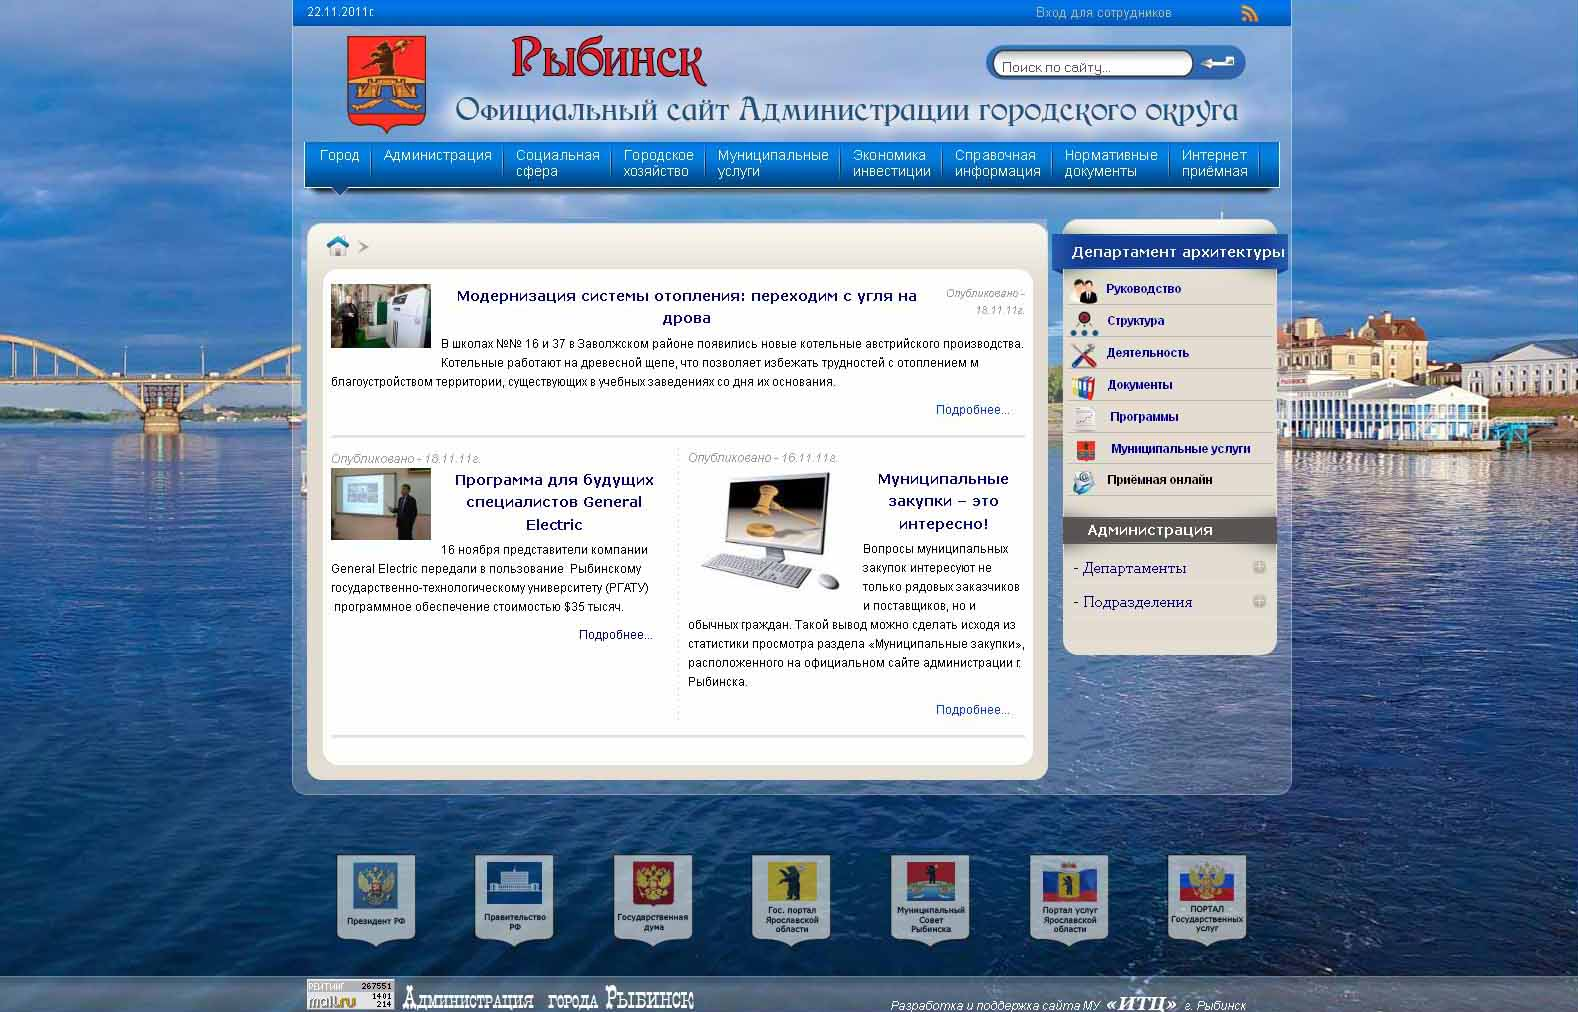 22.11.2011г.
Вход для сотрудников
Рыбинск
Поиск по сайту...
Официальный сайт Администрации городского округа
Город
Администрация
Социальная
сфера
Городское
хозяйство
Муниципальные
услуги
Экономика
инвестиции
Справочная
информация
Нормативные
документы
Интернет
приёмная
Модернизация системы отопления: переходим с угля на
дрова
Опубликовано -
18.11.11г.
В школах №№ 16 и 37 в Заволжском районе появились новые котельные австрийского производства.
Котельные работают на древесной щепе, что позволяет избежать трудностей с отоплением м
благоустройством территории, существующих в учебных заведениях со дня их основания.
Подробнее...
Опубликовано - 18.11.11г.
Программа для будущих
специалистов General
Electric
16 ноября представители компании
General Electric передали в пользование Рыбинскому
государственно-технологическому университету (РГАТУ)
программное обеспечение стоимостью $35 тысяч.
Подробнее...
Опубликовано - 16.11.11г.
Муниципальные
закупки – это
интересно!
Вопросы муниципальных
закупок интересуют не
только рядовых заказчиков
и поставщиков, но и
обычных граждан. Такой вывод можно сделать исходя из
статистики просмотра раздела «Муниципальные закупки»,
расположенного на официальном сайте администрации г.
Рыбинска.
Подробнее...
Департамент архитектуры
Руководство
Структура
Деятельность
Документы
Программы
Муниципальные услуги
Приёмная онлайн
Администрация
- Департаменты
- Подразделения
Президент РФ
Правительство
РФ
Государственная
дума
Гос. портал
Ярославской
области
Муниципальный
Совет
Рыбинска
Портал услуг
Ярославской
области
ПОРТАЛ
Государственных
услуг
РЕЙТИНГ 267551
mail.ru 1401
214
Администрация города Рыбинск
Разработка и поддержка сайта МУ «ИТЦ» г. Рыбинск